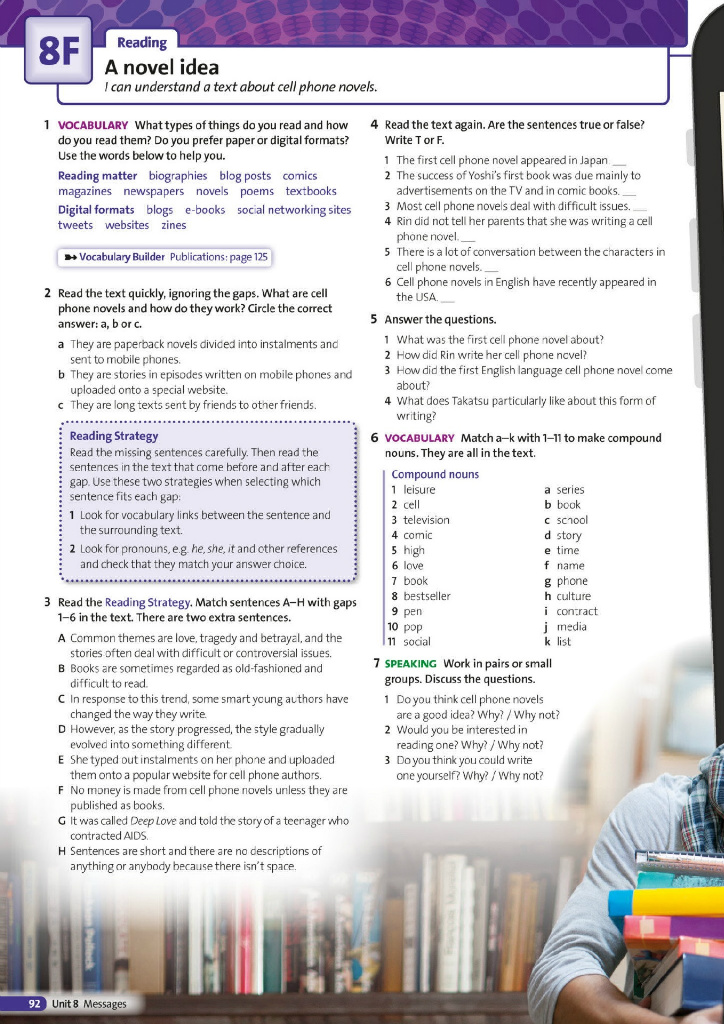 8F
Reading
A novel idea
I can understand a text about cell phone novels.
1 VOCABULARY What types of things do you read and how
do you read them? Do you prefer paper or digital formats?
Use the words below to help you.
Reading matter biographies blog posts comics
magazines newspapers novels poems textbooks
Digital formats blogs e-books social networking sites
tweets websites zines
Vocabulary Builder Publications: page 125
2 Read the text quickly, ignoring the gaps. What are cell
phone novels and how do they work? Circle the correct
answer: a, b or c.
a They are paperback novels divided into instalments and
sent to mobile phones.
b They are stories in episodes written on mobile phones and
uploaded onto a special website.
c They are long texts sent by friends to other friends.
Reading Strategy
Read the missing sentences carefully. Then read the
sentences in the text that come before and after each
gap. Use these two strategies when selecting which
sentence fits each gap:
1 Look for vocabulary links between the sentence and
the surrounding text.
2 Look for pronouns, e.g. he, she, it and other references
and check that they match your answer choice.
3 Read the Reading Strategy. Match sentences A–H with gaps
1–6 in the text. There are two extra sentences.
A Common themes are love, tragedy and betrayal, and the
stories often deal with difficult or controversial issues.
B Books are sometimes regarded as old-fashioned and
difficult to read.
C In response to this trend, some smart young authors have
changed the way they write.
D However, as the story progressed, the style gradually
evolved into something different.
E She typed out instalments on her phone and uploaded
them onto a popular website for cell phone authors.
F No money is made from cell phone novels unless they are
published as books.
G It was called Deep Love and told the story of a teenager who
contracted AIDS.
H Sentences are short and there are no descriptions of
anything or anybody because there isn't space.
4 Read the text again. Are the sentences true or false?
Write T or F.
1 The first cell phone novel appeared in Japan __
2 The success of Yoshi's first book was due mainly to
advertisements on the TV and in comic books. __
3 Most cell phone novels deal with difficult issues. __
4 Rin did not tell her parents that she was writing a cell
phone novel. __
5 There is a lot of conversation between the characters in
cell phone novels. __
6 Cell phone novels in English have recently appeared in
the USA. __
5 Answer the questions.
1 What was the first cell phone novel about?
2 How did Rin write her cell phone novel?
3 How did the first English language cell phone novel come
about?
4 What does Takatsu particularly like about this form of
writing?
6 VOCABULARY Match a–k with 1–11 to make compound
nouns. They are all in the text.
Compound nouns
1 leisure a series
2 cell b book
3 television c school
4 comic d story
5 high e time
6 love f name
7 book g phone
8 bestseller h culture
9 pen i contract
10 pop j media
11 social k list
7 SPEAKING Work in pairs or small
groups. Discuss the questions.
1 Do you think cell phone novels
are a good idea? Why? / Why not?
2 Would you be interested in
reading one? Why? / Why not?
3 Do you think you could write
one yourself? Why? / Why not?
92 Unit 8 Messages